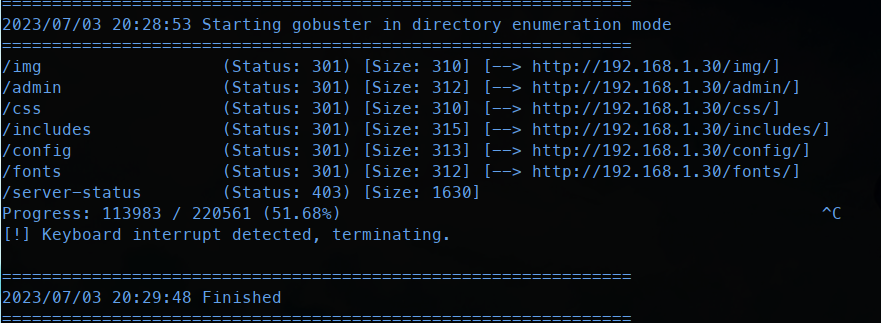 ===============================================================
2023/07/03 20:28:53 Starting gobuster in directory enumeration mode
===============================================================
/img                  (Status: 301) [Size: 310] [--> http://192.168.1.30/img/]
/admin                (Status: 301) [Size: 312] [--> http://192.168.1.30/admin/]
/css                  (Status: 301) [Size: 310] [--> http://192.168.1.30/css/]
/includes             (Status: 301) [Size: 315] [--> http://192.168.1.30/includes/]
/config               (Status: 301) [Size: 313] [--> http://192.168.1.30/config/]
/fonts                (Status: 301) [Size: 312] [--> http://192.168.1.30/fonts/]
/server-status        (Status: 403) [Size: 1630]
Progress: 113983 / 220561 (51.68%)                                                ^C
[!] Keyboard interrupt detected, terminating.
===============================================================
2023/07/03 20:29:48 Finished
===============================================================